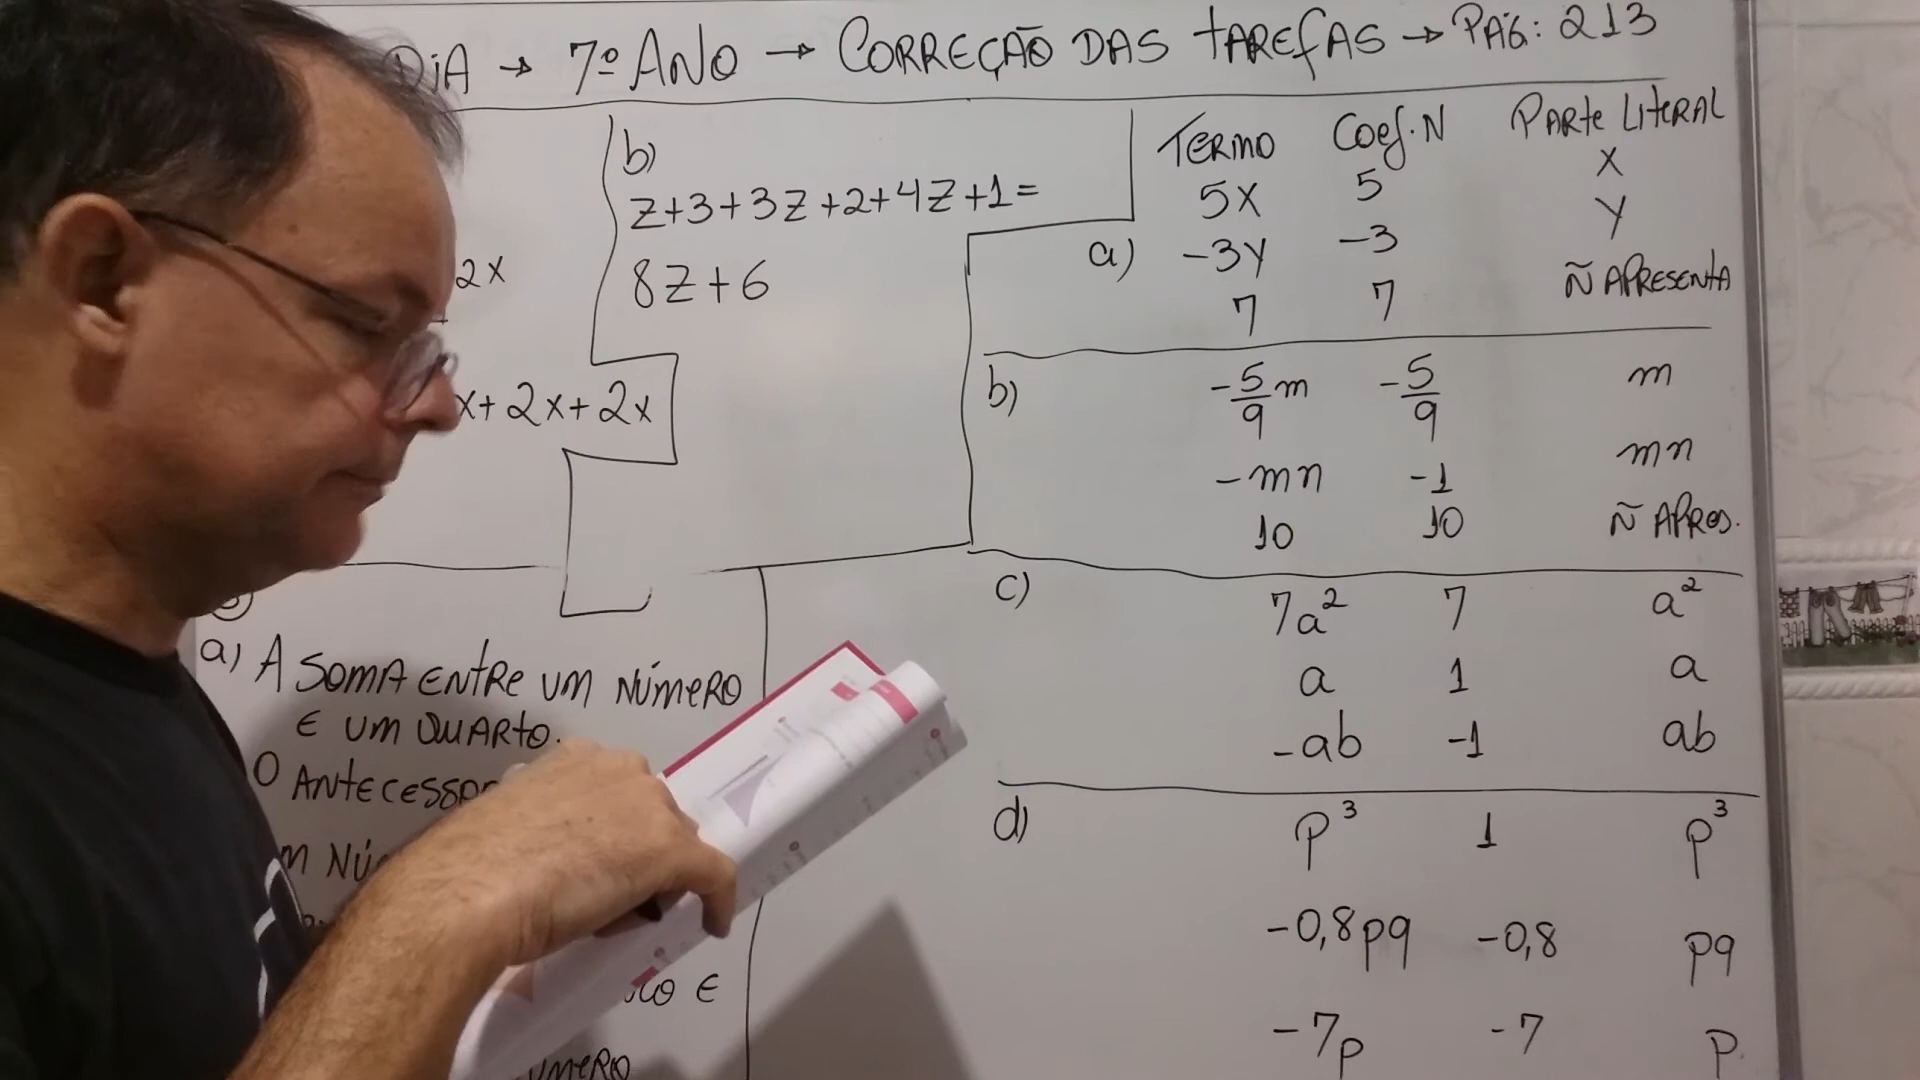 DIA → 7º ANO → CORREÇÃO DAS TAREFAS → PÁG: 213
2x
x+2x+2x
b)
z+3+3z+2+4z+1=
8z+6
a) A SOMA ENTRE UM NÚMERO
E UM QUARTO.
O ANTECESSOR
M NÚ
E
ÚMERO
TERMO COEF.N PARTE LITERAL
5X 5 X
a) -3Y -3 Y
7 7 Ñ APRESENTA
b) -5/9 m -5/9 m
-mn -1 mn
10 10 Ñ APRES.
c) 7a² 7 a²
a 1 a
-ab -1 ab
d) p³ 1 p³
-0,8pq -0,8 pq
-7p -7 p.